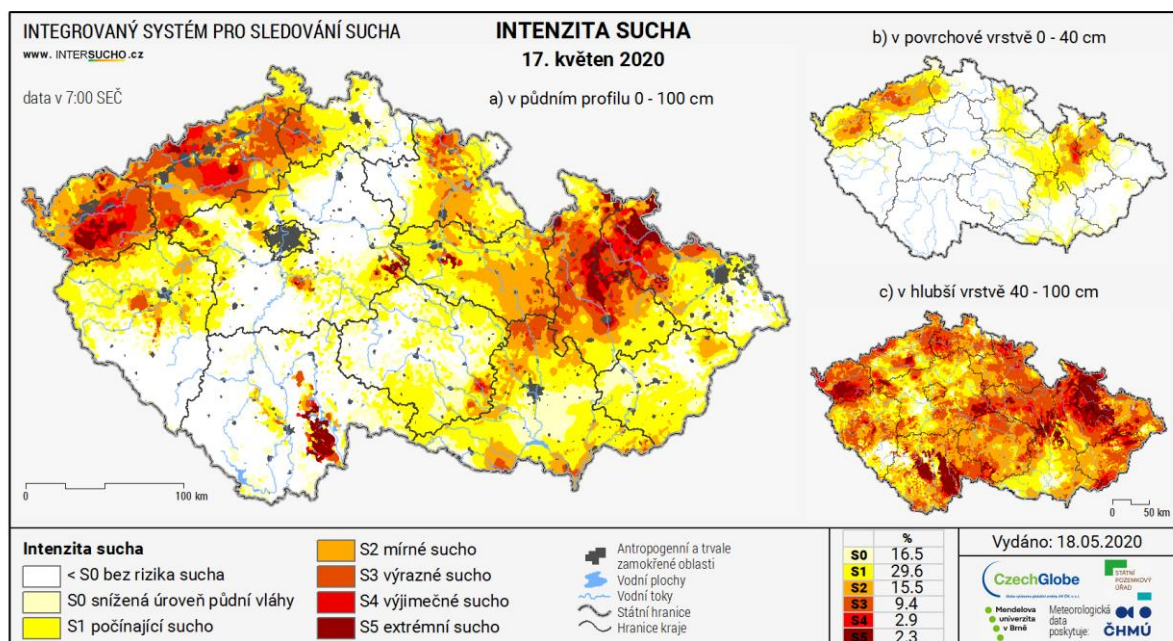 INTEGROVANÝ SYSTÉM PRO SLEDOVÁNÍ SUCHA
www. INTERSUCHO.cz
INTENZITA SUCHA
17. květen 2020
data v 7:00 SEČ
a) v půdním profilu 0 - 100 cm
b) v povrchové vrstvě 0 - 40 cm
c) v hlubší vrstvě 40 - 100 cm
0 100 km
0 50 km
Intenzita sucha
< S0 bez rizika sucha
S0 snížená úroveň půdní vláhy
S1 počínající sucho
S2 mírné sucho
S3 výrazné sucho
S4 výjimečné sucho
S5 extrémní sucho
Antropogenní a trvale
zamokřené oblasti
Vodní plochy
Vodní toky
Státní hranice
Hranice kraje
%
S0 16.5
S1 29.6
S2 15.5
S3 9.4
S4 2.9
S5 2.3
Vydáno: 18.05.2020
CzechGlobe
STÁTNÍ
POZEMKOVÝ
ÚŘAD
Mendelova
univerzita
v Brně
Meteorologická
data
poskytuje:
ČHMÚ